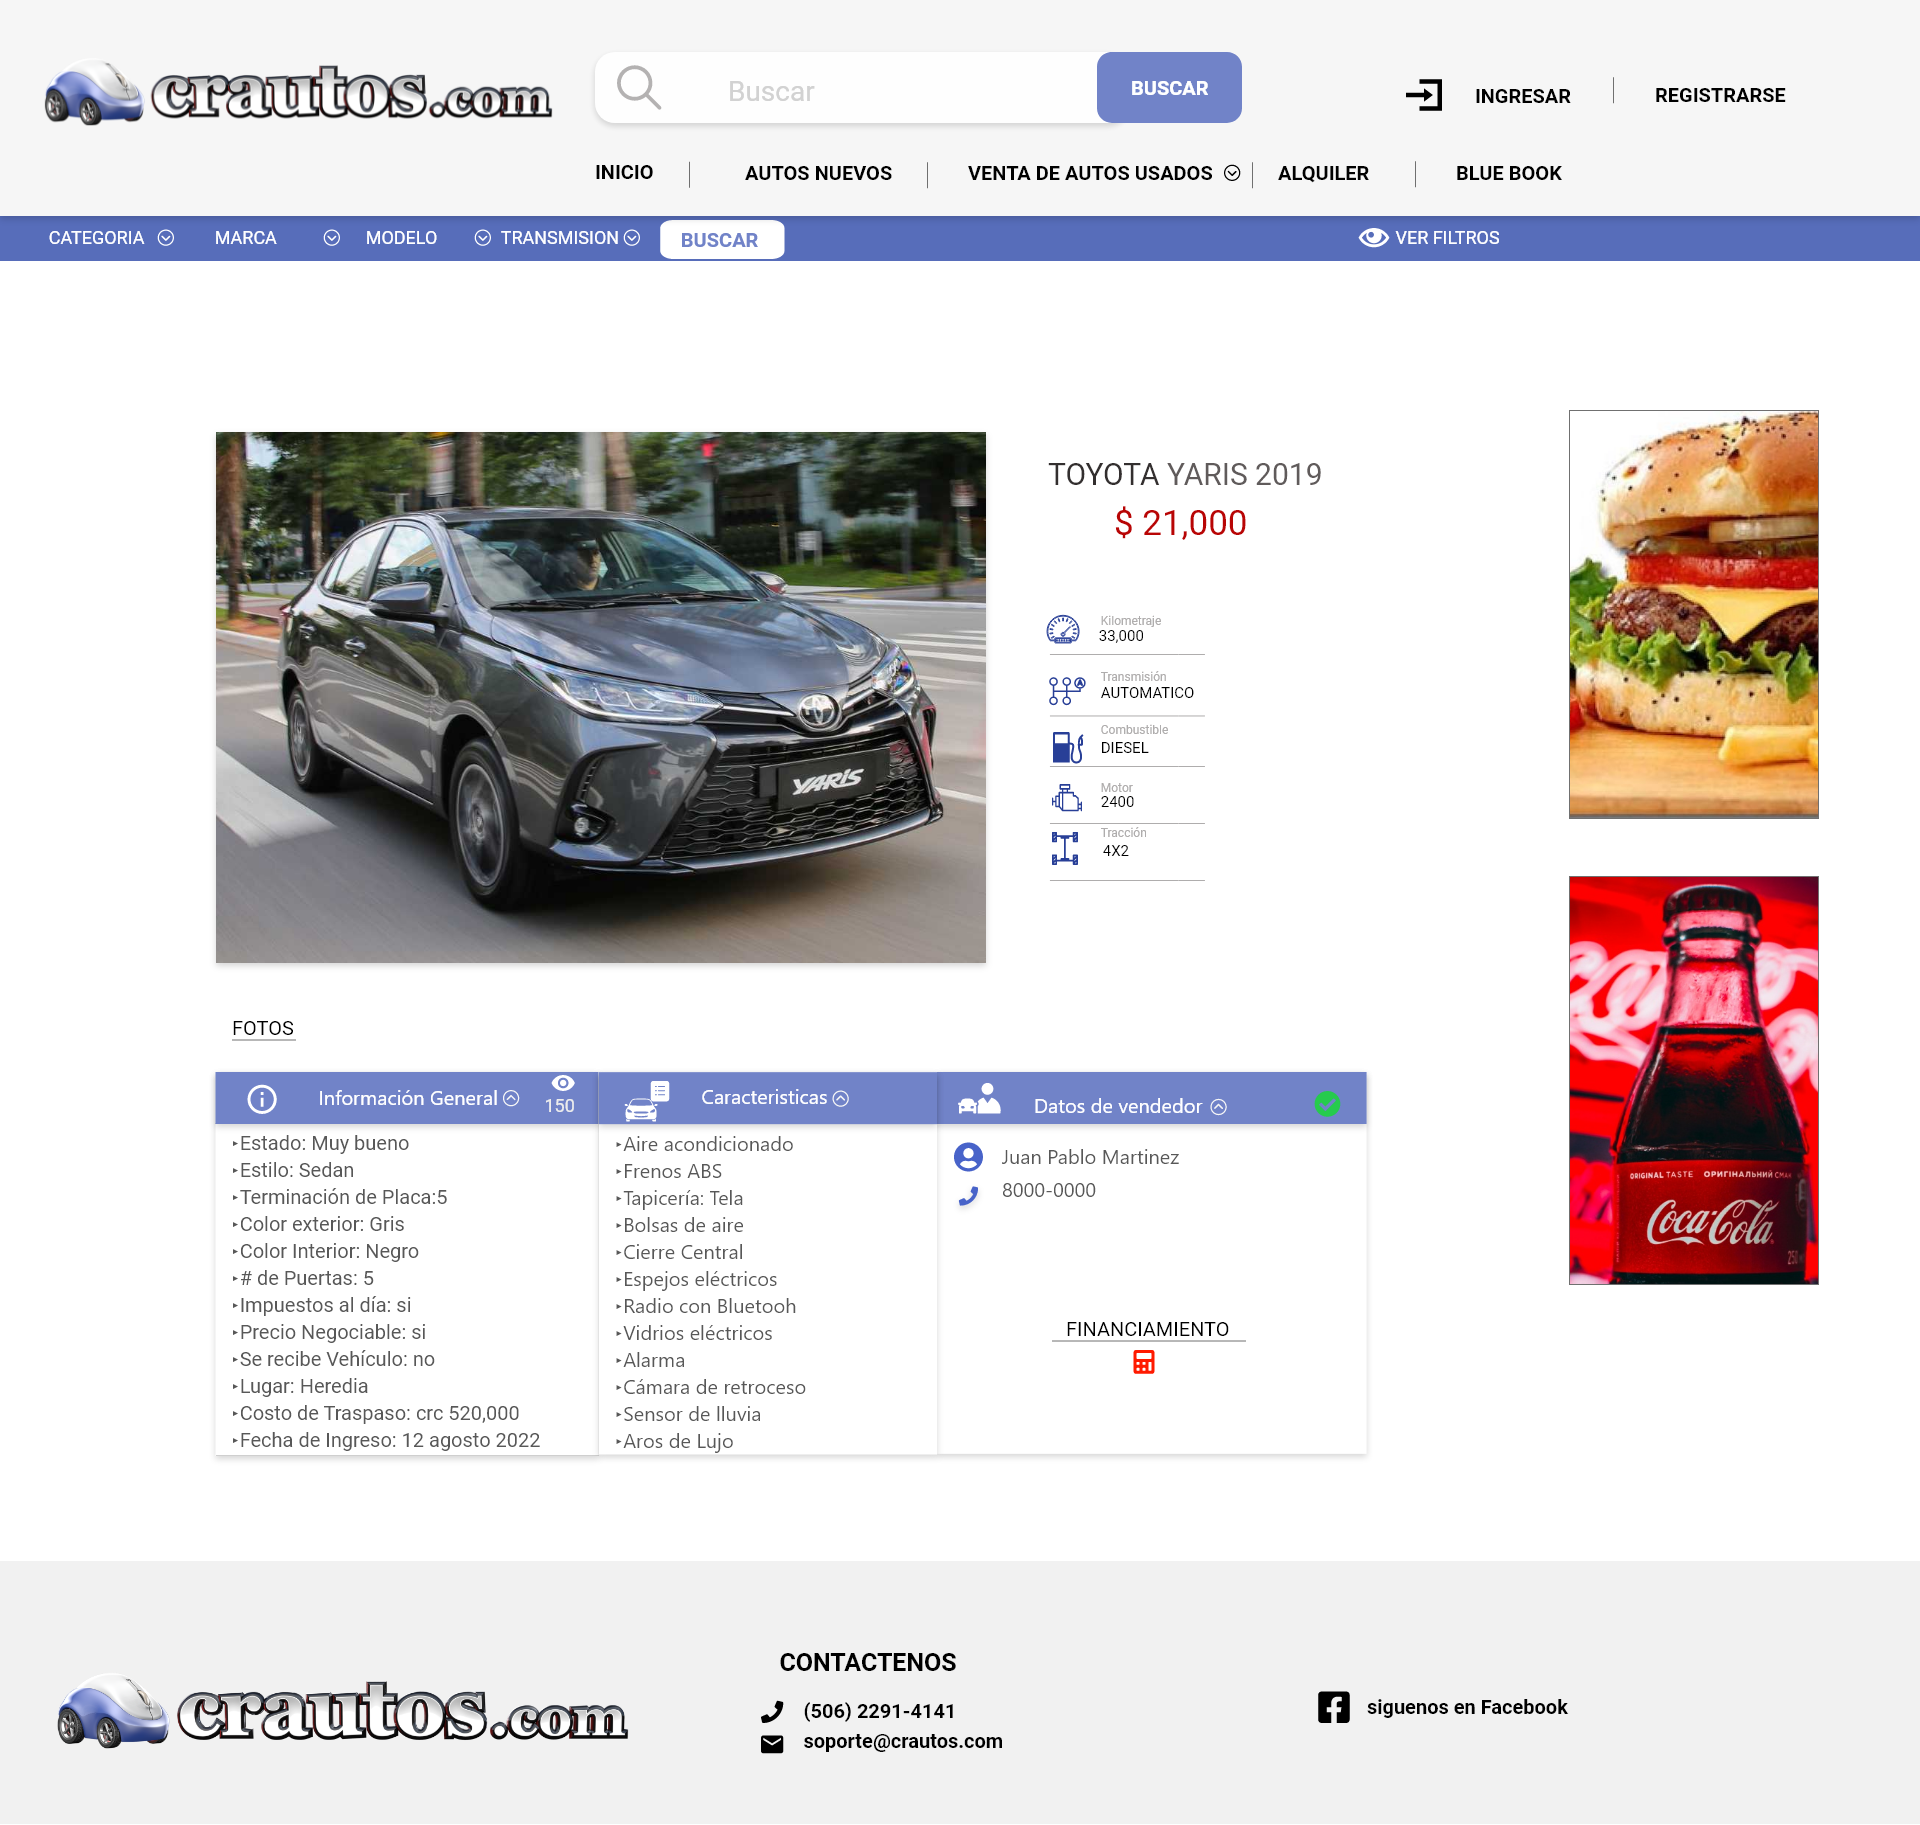 crautos.com
Buscar
BUSCAR
INGRESAR
REGISTRARSE
INICIO
AUTOS NUEVOS
VENTA DE AUTOS USADOS
ALQUILER
BLUE BOOK
CATEGORIA
MARCA
MODELO
TRANSMISION
BUSCAR
VER FILTROS
YARIS
TOYOTA YARIS 2019
$ 21,000
Kilometraje
33,000
Transmisión
AUTOMATICO
Combustible
DIESEL
Motor
2400
Tracción
4X2
ORIGINAL TASTE
ОРИГІНАЛЬНИЙ СМАК
Coca-Cola
FOTOS
Información General
150
‣Estado: Muy bueno
‣Estilo: Sedan
‣Terminación de Placa:5
‣Color exterior: Gris
‣Color Interior: Negro
‣# de Puertas: 5
‣Impuestos al día: si
‣Precio Negociable: si
‣Se recibe Vehículo: no
‣Lugar: Heredia
‣Costo de Traspaso: crc 520,000
‣Fecha de Ingreso: 12 agosto 2022
Caracteristicas
‣Aire acondicionado
‣Frenos ABS
‣Tapicería: Tela
‣Bolsas de aire
‣Cierre Central
‣Espejos eléctricos
‣Radio con Bluetooh
‣Vidrios eléctricos
‣Alarma
‣Cámara de retroceso
‣Sensor de lluvia
‣Aros de Lujo
Datos de vendedor
Juan Pablo Martinez
8000-0000
FINANCIAMIENTO
crautos.com
CONTACTENOS
(506) 2291-4141
soporte@crautos.com
siguenos en Facebook